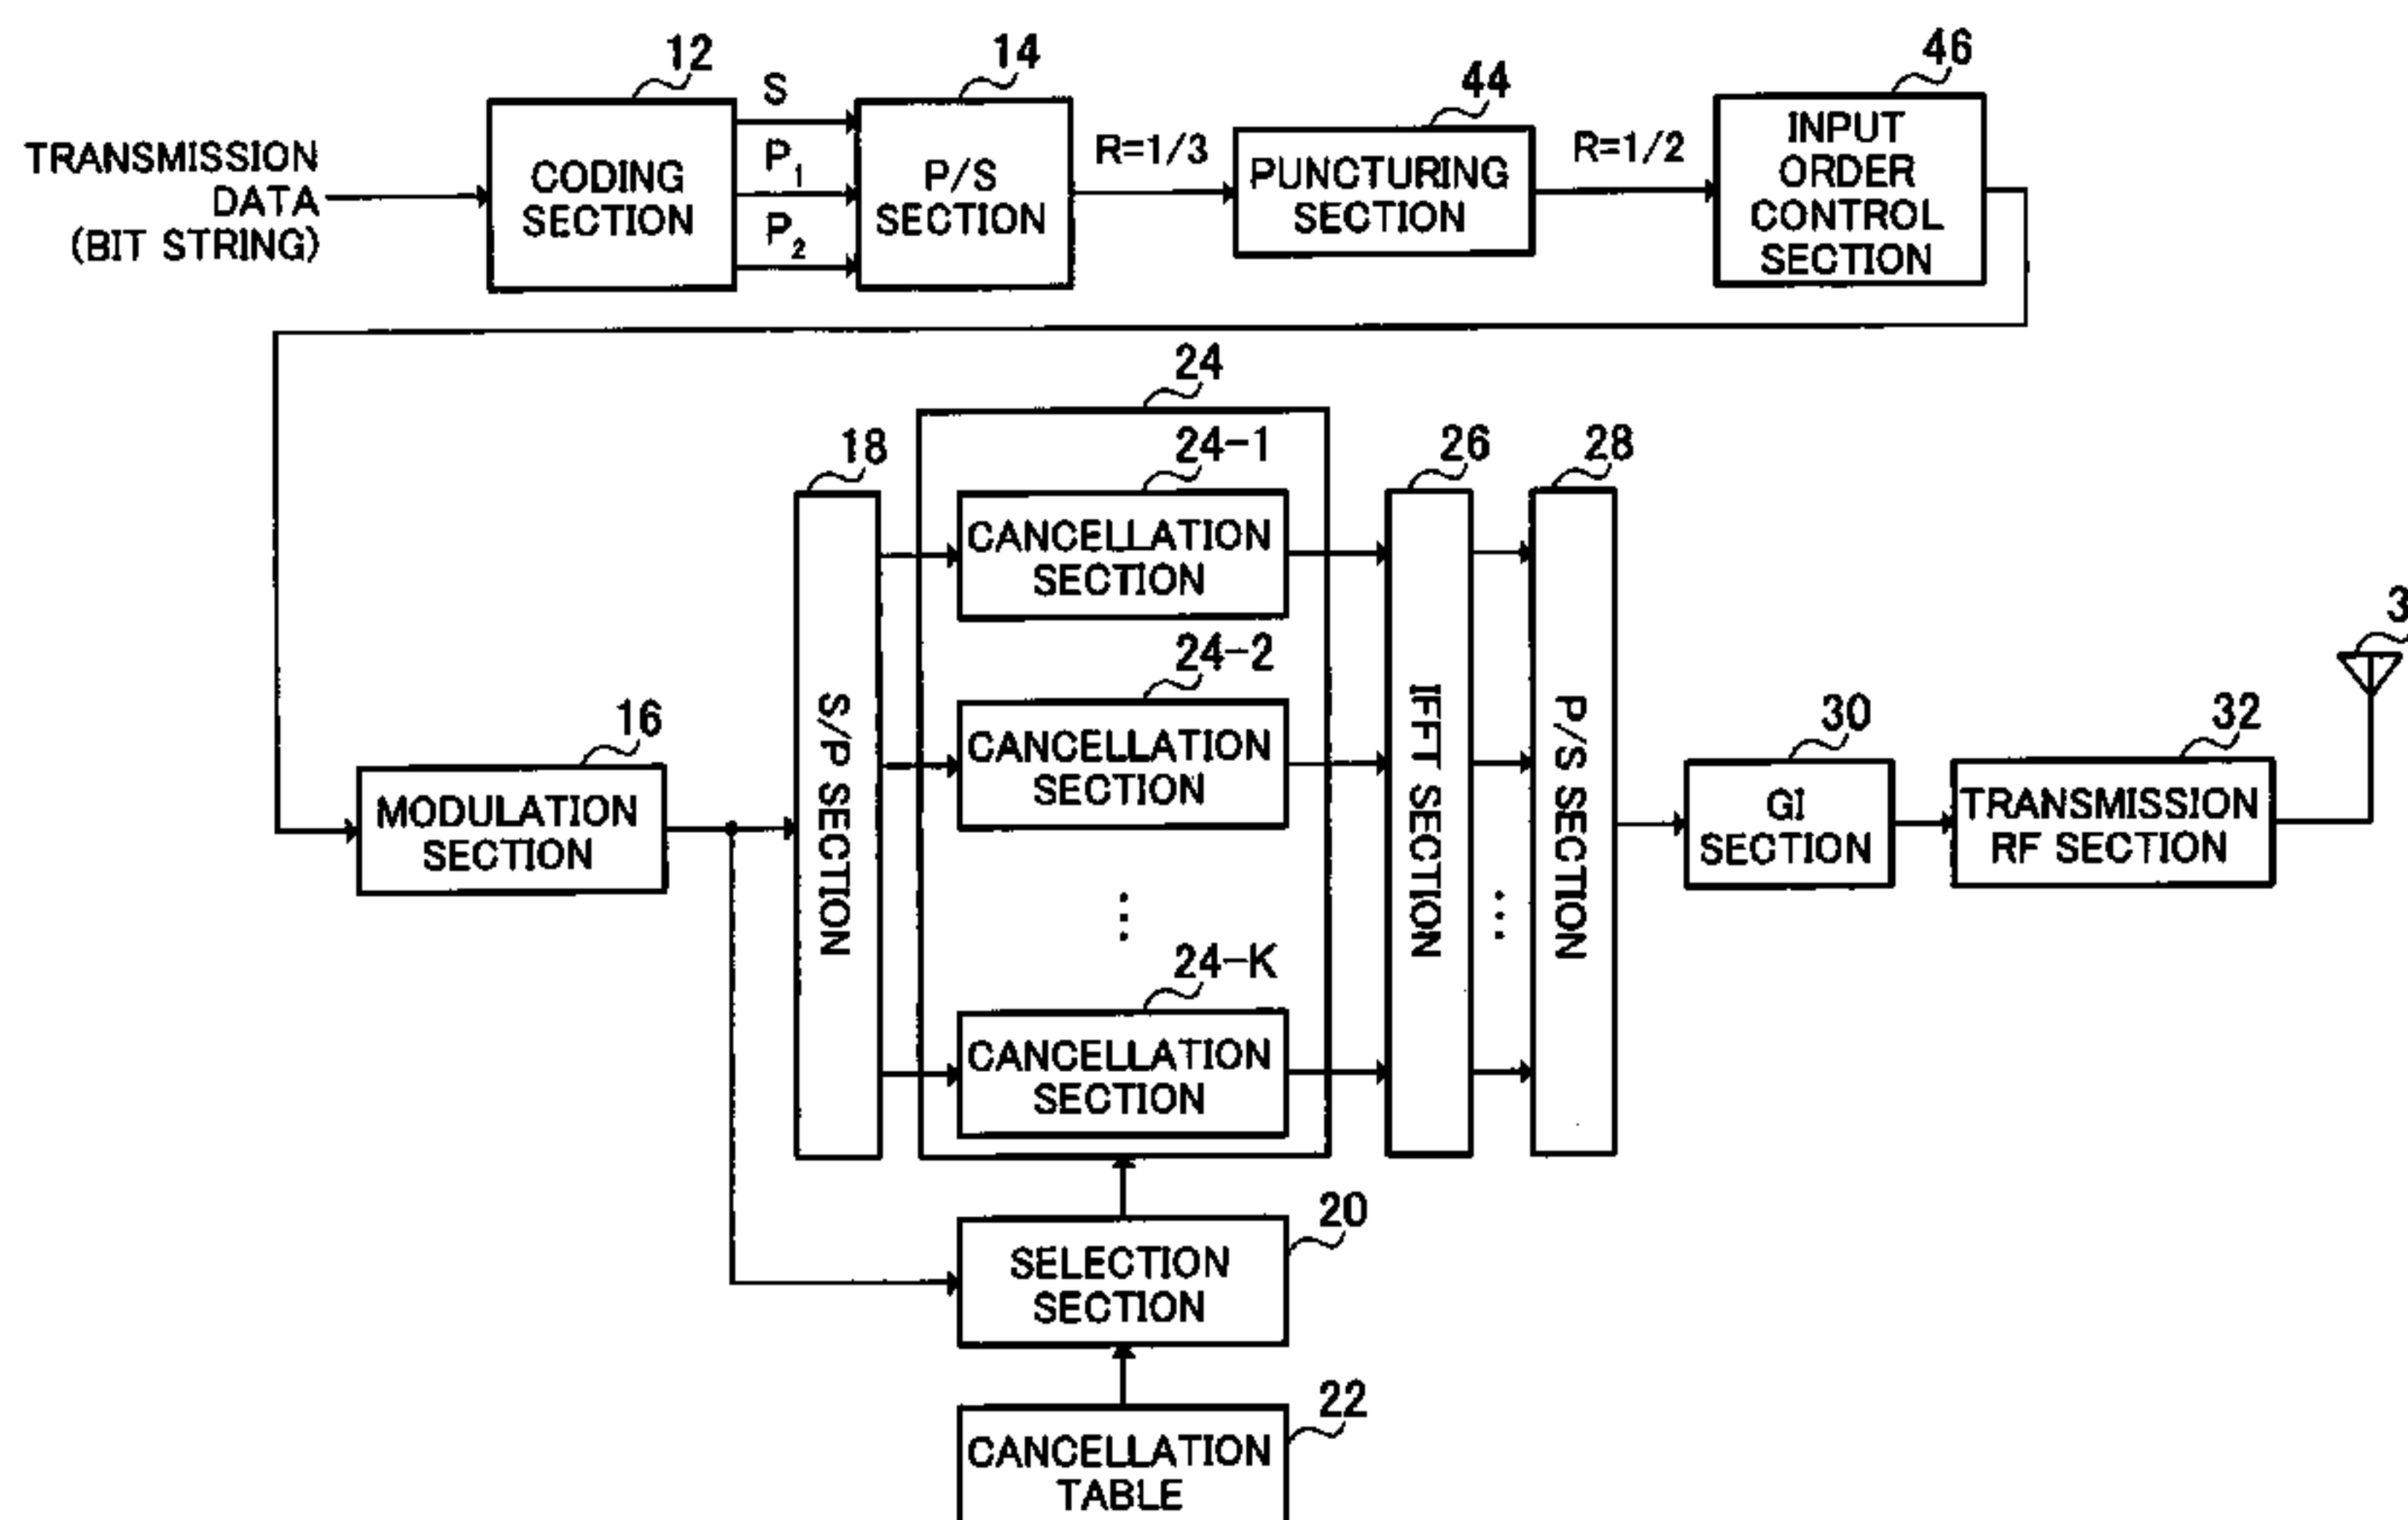 12
S
14
44
46
TRANSMISSION
DATA
(BIT STRING)
CODING
SECTION
P1
P2
P/S
SECTION
R=1/3
PUNCTURING
SECTION
R=1/2
INPUT
ORDER
CONTROL
SECTION
24
18
24-1
26
28
CANCELLATION
SECTION
24-2
CANCELLATION
SECTION
24-K
CANCELLATION
SECTION
S/P SECTION
IFFT SECTION
P/S SECTION
16
MODULATION
SECTION
30
GI
SECTION
32
TRANSMISSION
RF SECTION
3
20
SELECTION
SECTION
22
CANCELLATION
TABLE